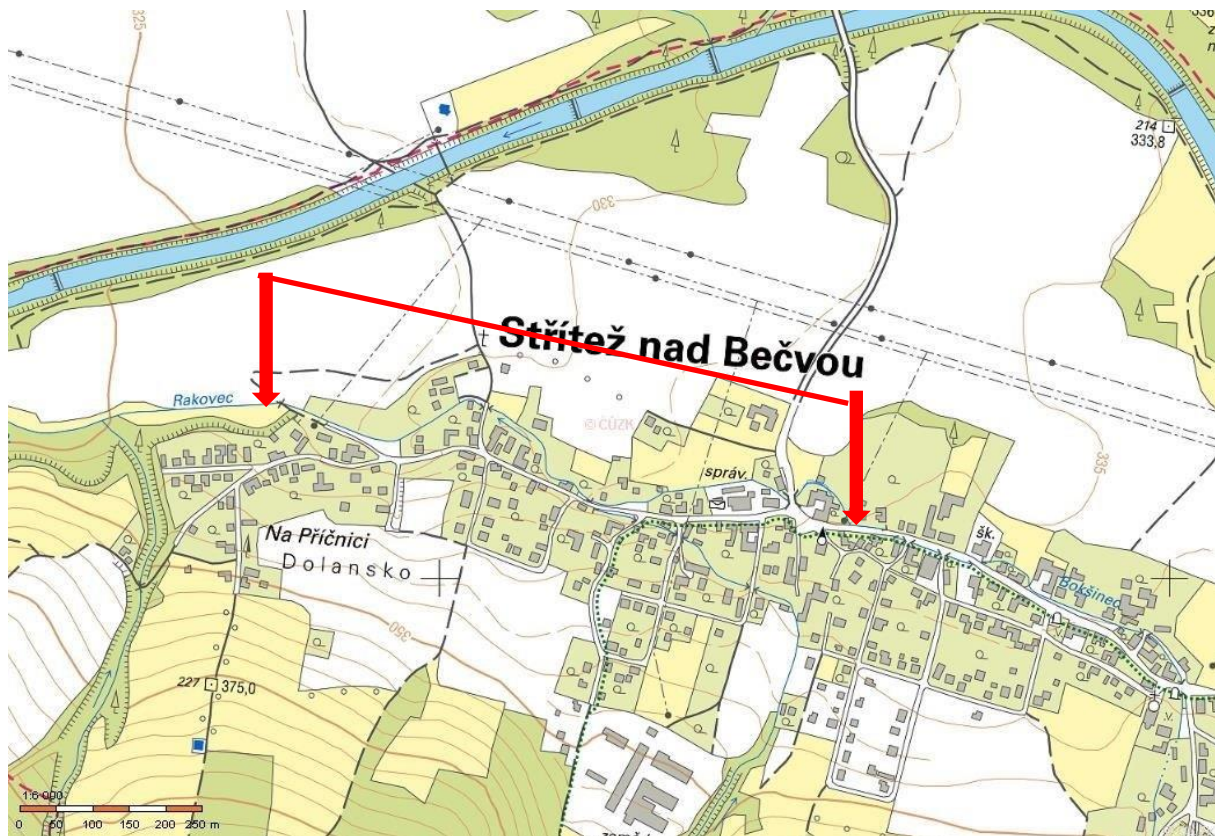 325
336
214
333,8
330
Střítež nad Bečvou
Rakovec
© ČÚZK
335
správ.
Na Příčnici
Dolansko
šk.
Bokšinec
350
v.
227
375,0
v.
1:6 000
0 50 100 150 200 250 m